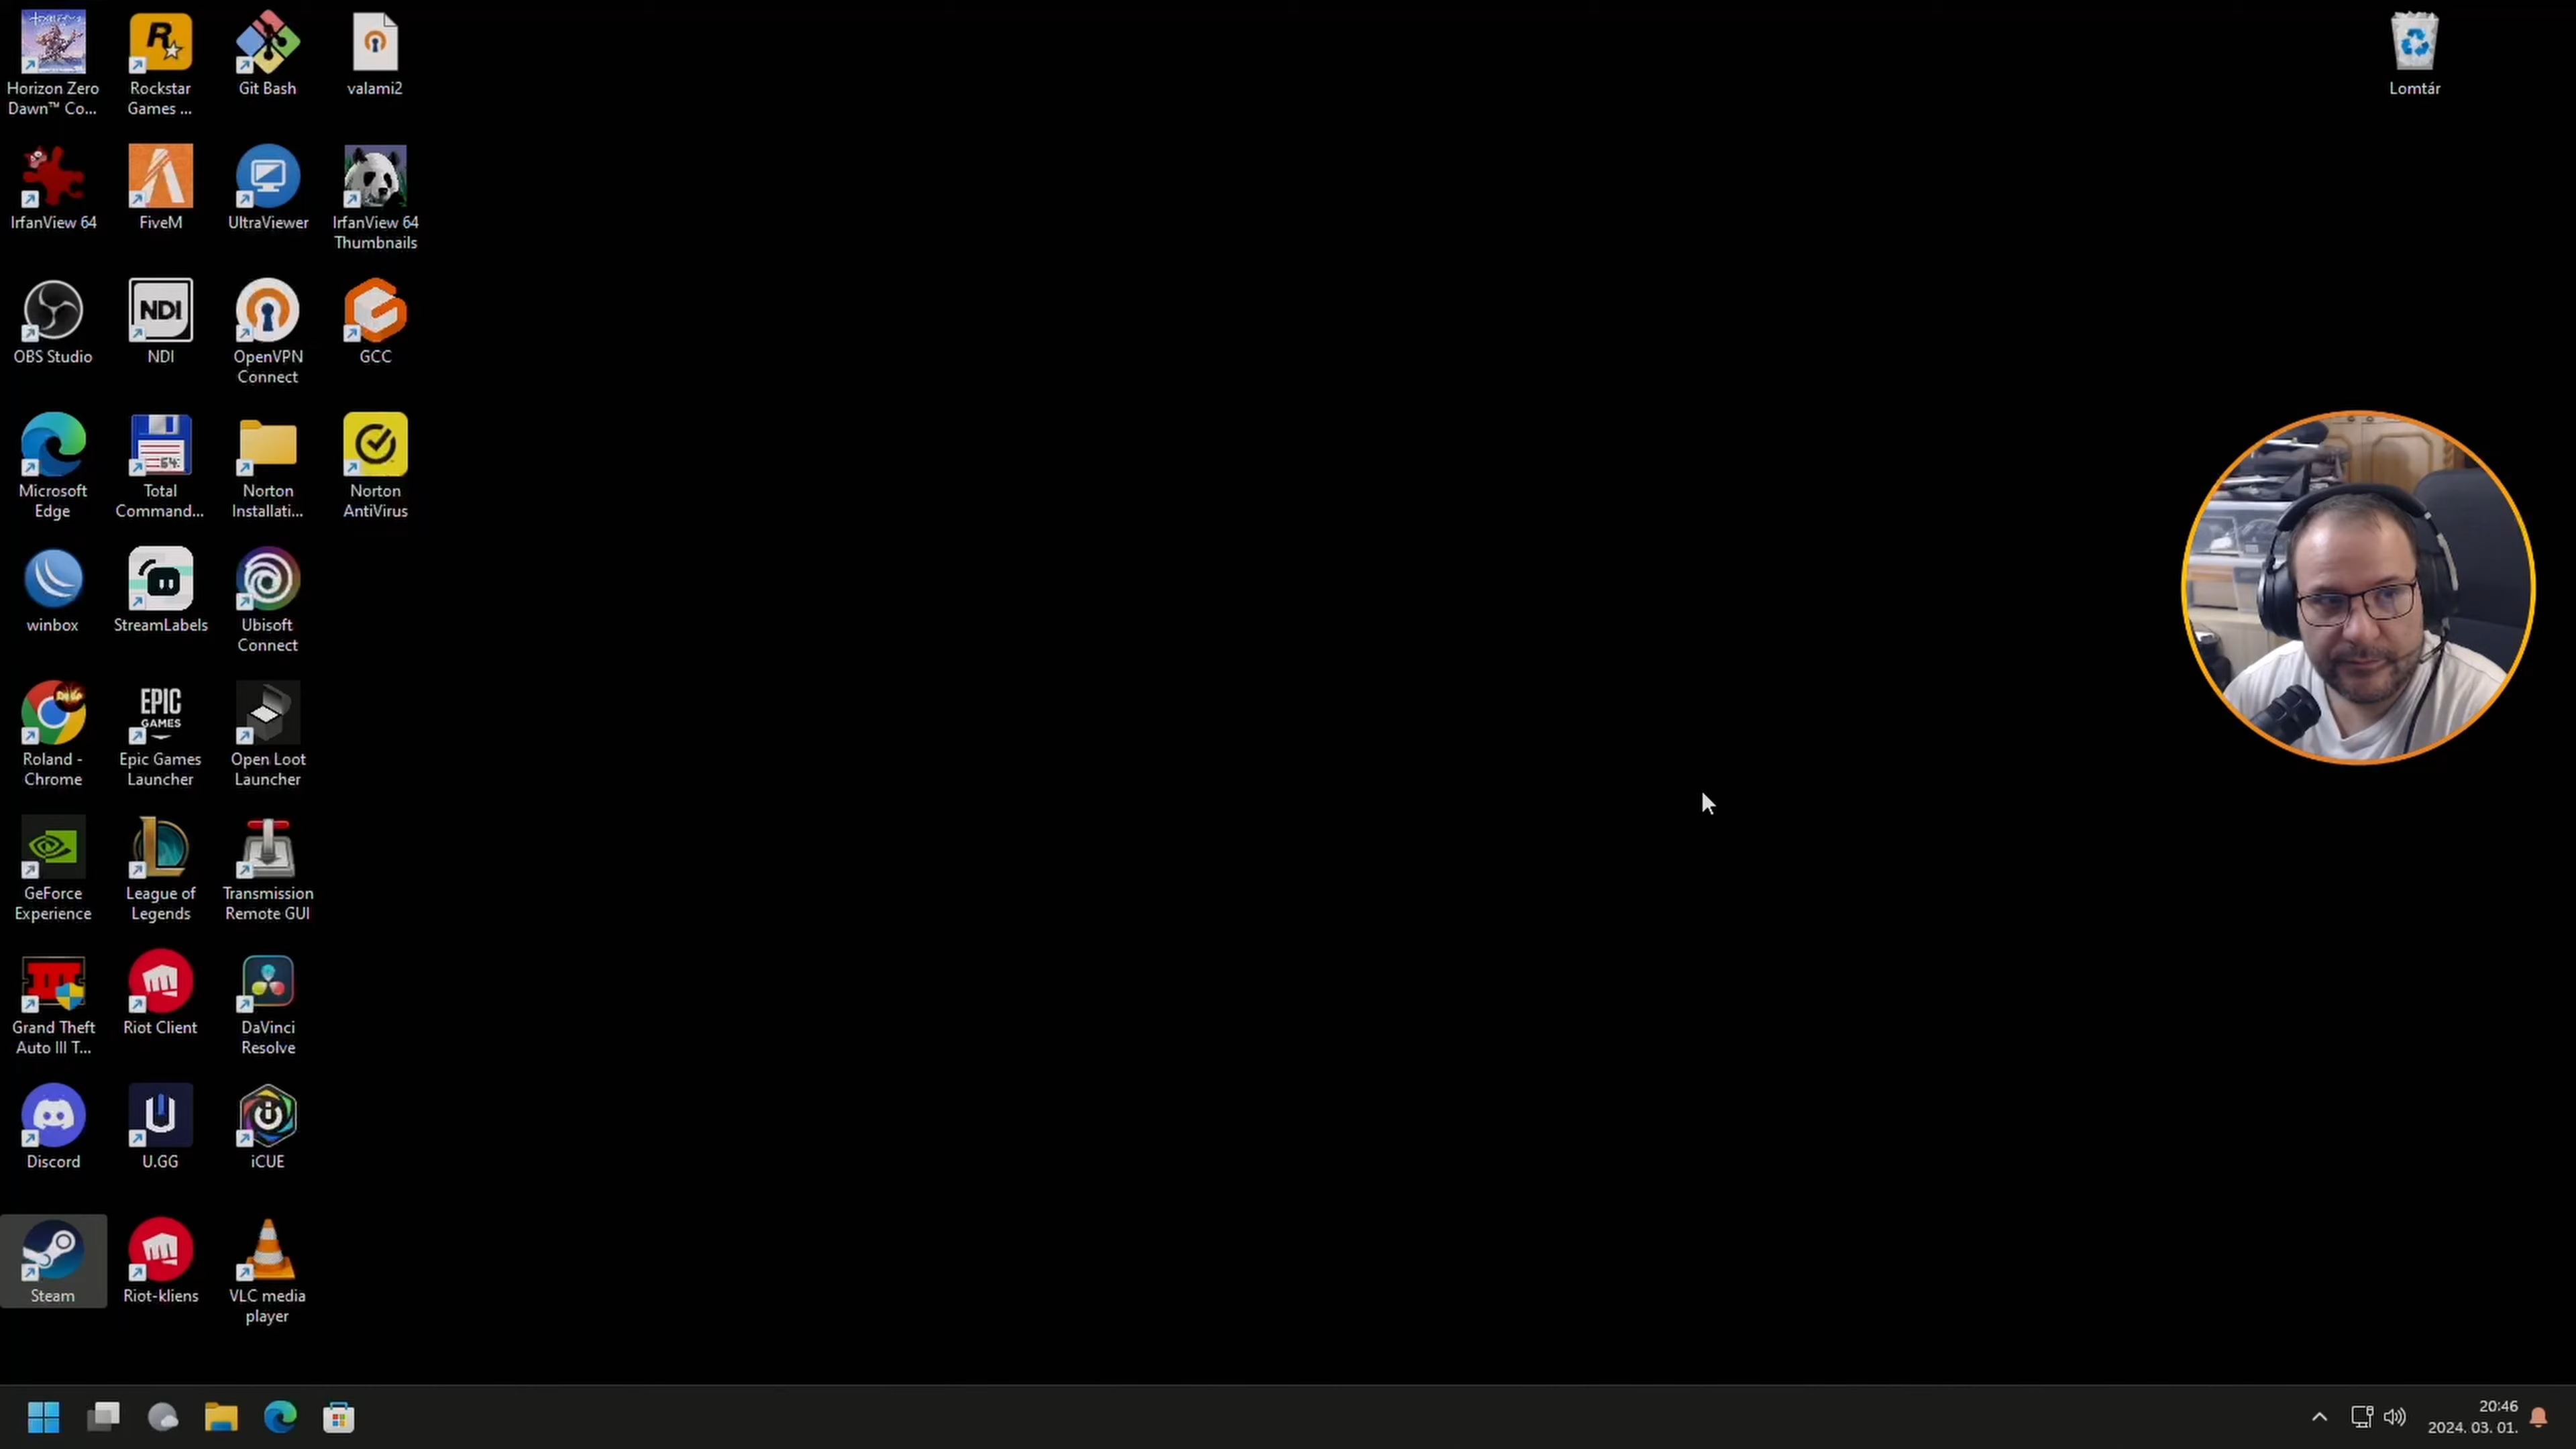 Horizon Zero
Dawn™ Co...
Rockstar
Games ...
Git Bash
valami2
Lomtár
IrfanView 64
FiveM
UltraViewer
IrfanView 64
Thumbnails
OBS Studio
NDI
NDI
OpenVPN
Connect
GCC
64
Microsoft
Edge
Total
Command...
Norton
Installati...
Norton
AntiVirus
winbox
StreamLabels
Ubisoft
Connect
EPIC
GAMES
Roland -
Chrome
Epic Games
Launcher
Open Loot
Launcher
GeForce
Experience
League of
Legends
Transmission
Remote GUI
III
Grand Theft
Auto III T...
Riot Client
DaVinci
Resolve
Discord
U.GG
iCUE
Steam
Riot-kliens
VLC media
player
20:46
2024. 03. 01.